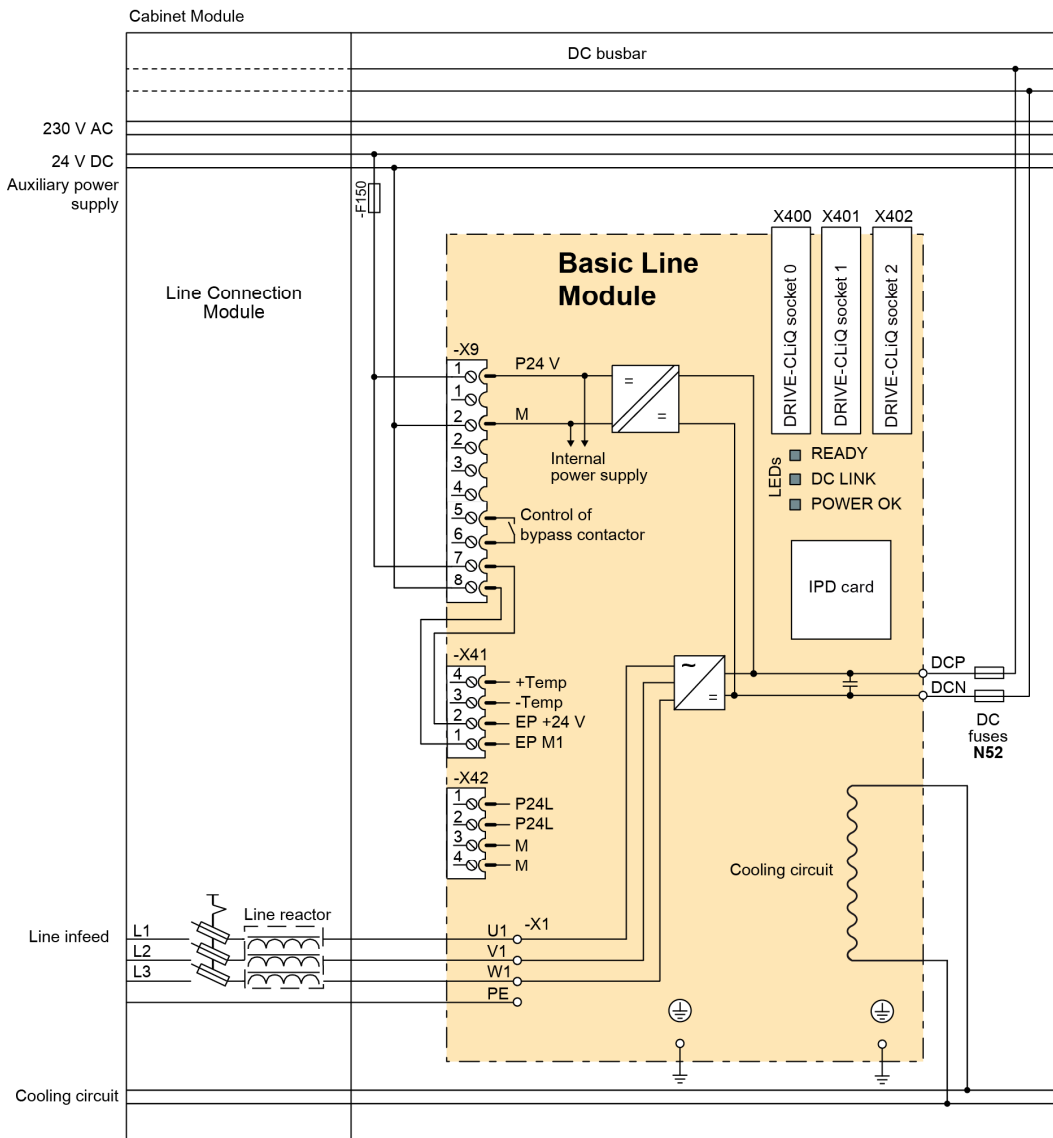 Cabinet Module
DC busbar
230 V AC
24 V DC
Auxiliary power
supply
-F150
Line Connection
Module
Basic Line
Module
X400
X401
X402
DRIVE-CLiQ socket 0
DRIVE-CLiQ socket 1
DRIVE-CLiQ socket 2
-X9
1
1
2
2
3
4
5
6
7
8
P24 V
M
=
=
Internal
power supply
Control of
bypass contactor
LEDs
READY
DC LINK
POWER OK
IPD card
-X41
4
3
2
1
+Temp
-Temp
EP +24 V
EP M1
~
=
DCP
DCN
DC
fuses
N52
-X42
1
2
3
4
P24L
P24L
M
M
Cooling circuit
Line infeed
L1
L2
L3
Line reactor
U1
V1
W1
PE
-X1
Cooling circuit